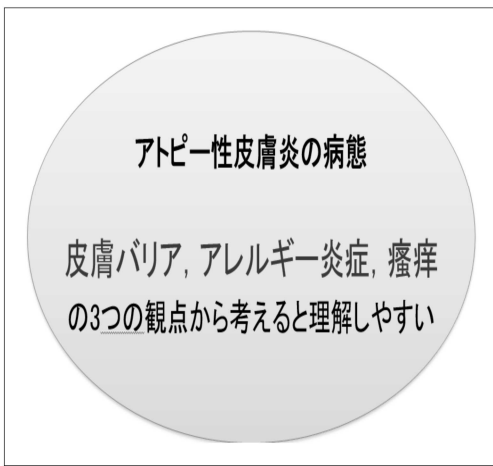 アトピー性皮膚炎の病態
皮膚バリア, アレルギー炎症, 瘙痒
の3つの観点から考えると理解しやすい